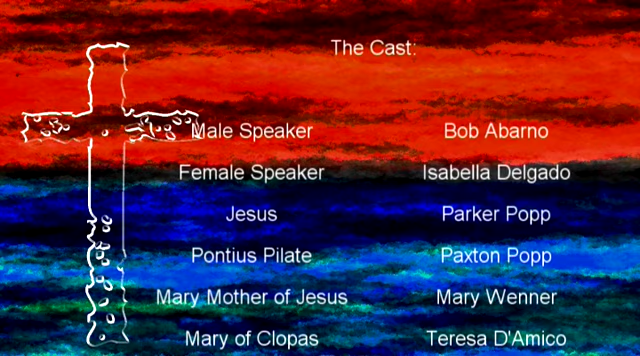 The Cast:
Male Speaker Bob Abarno
Female Speaker Isabella Delgado
Jesus Parker Popp
Pontius Pilate Paxton Popp
Mary Mother of Jesus Mary Wenner
Mary of Clopas Teresa D'Amico